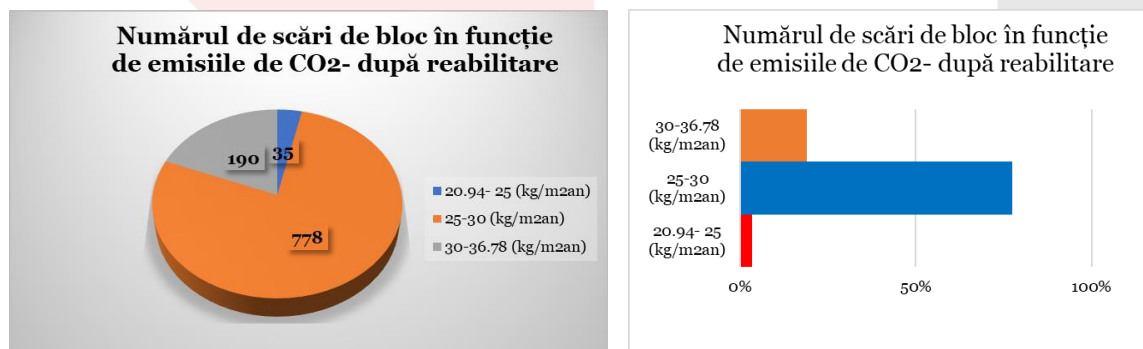 Numărul de scări de bloc în funcție
de emisiile de CO2- după reabilitare
190
35
778
20.94- 25 (kg/m2an)
25-30 (kg/m2an)
30-36.78 (kg/m2an)
Numărul de scări de bloc în funcție
de emisiile de CO2- după reabilitare
30-36.78
(kg/m2an)
25-30
(kg/m2an)
20.94- 25
(kg/m2an)
0%
50%
100%